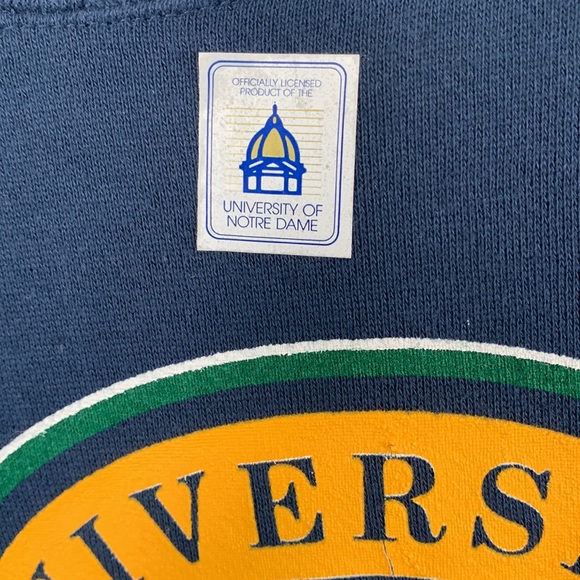 OFFICIALLY LICENSED
PRODUCT OF THE
UNIVERSITY OF
NOTRE DAME
IVERS